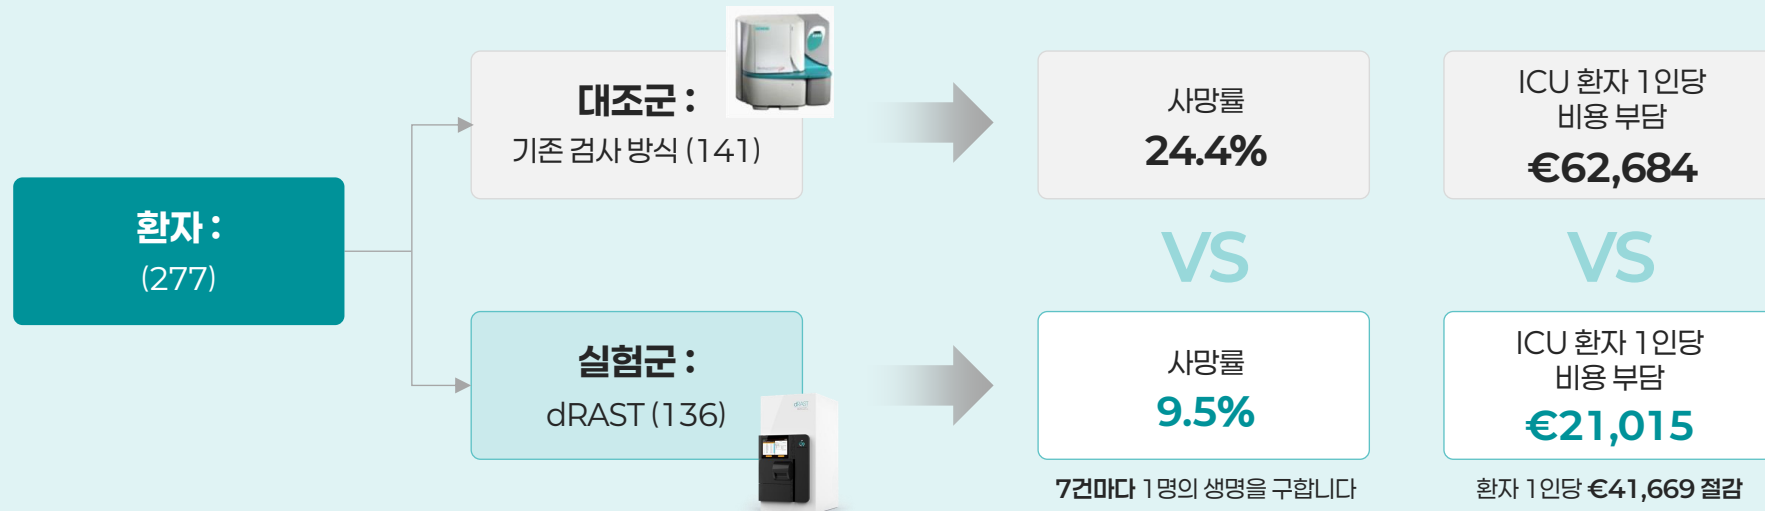 환자 :
(277)
대조군 :
기존 검사 방식 (141)
사망률
24.4%
ICU 환자 1인당
비용 부담
€62,684
VS
VS
실험군 :
dRAST (136)
사망률
9.5%
7건마다 1명의 생명을 구합니다
ICU 환자 1인당
비용 부담
€21,015
환자 1인당 €41,669 절감